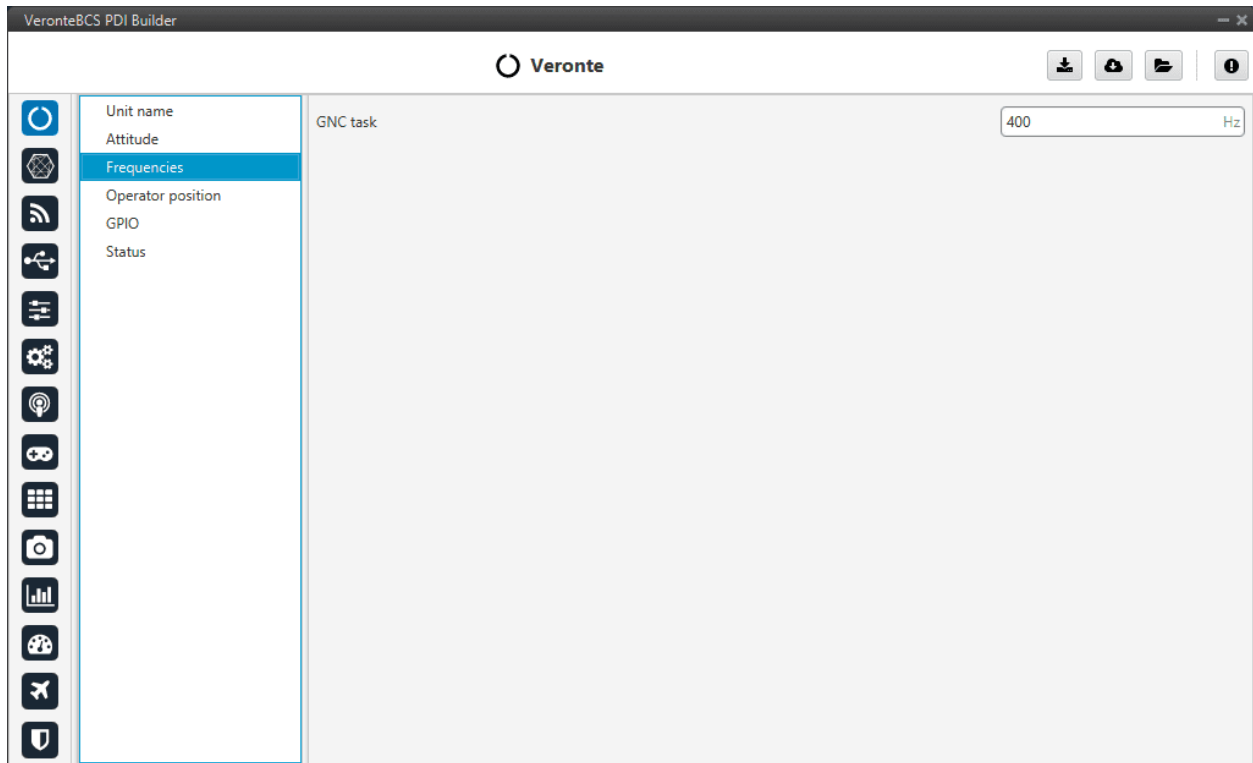 VeronteBCS PDI Builder
Veronte
Unit name
Attitude
Frequencies
Operator position
GPIO
Status
GNC task
400 Hz